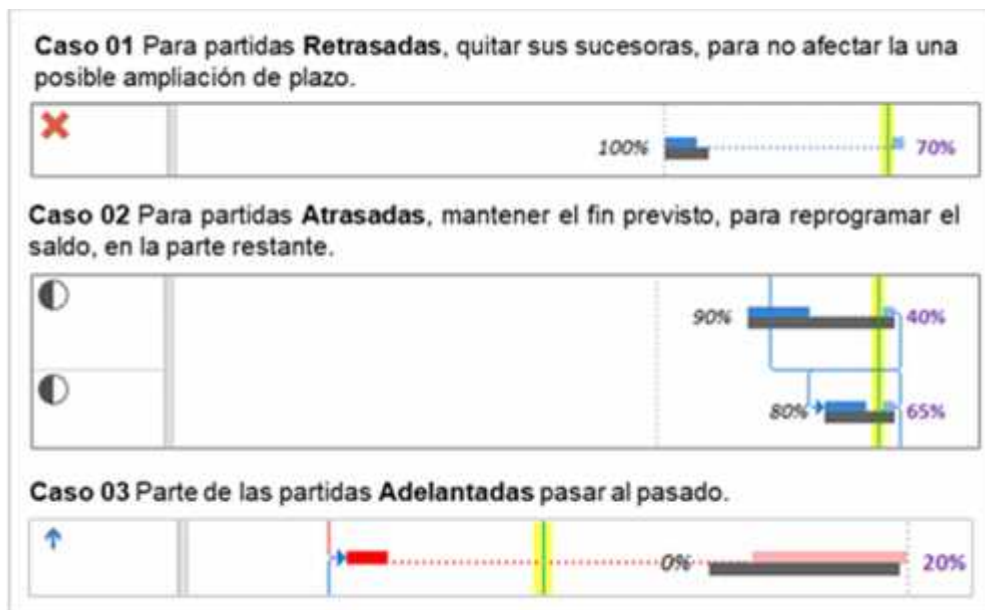 Caso 01 Para partidas Retrasadas, quitar sus sucesoras, para no afectar la una
posible ampliación de plazo.
100% 70%
Caso 02 Para partidas Atrasadas, mantener el fin previsto, para reprogramar el
saldo, en la parte restante.
90% 40%
80% 65%
Caso 03 Parte de las partidas Adelantadas pasar al pasado.
0% 20%